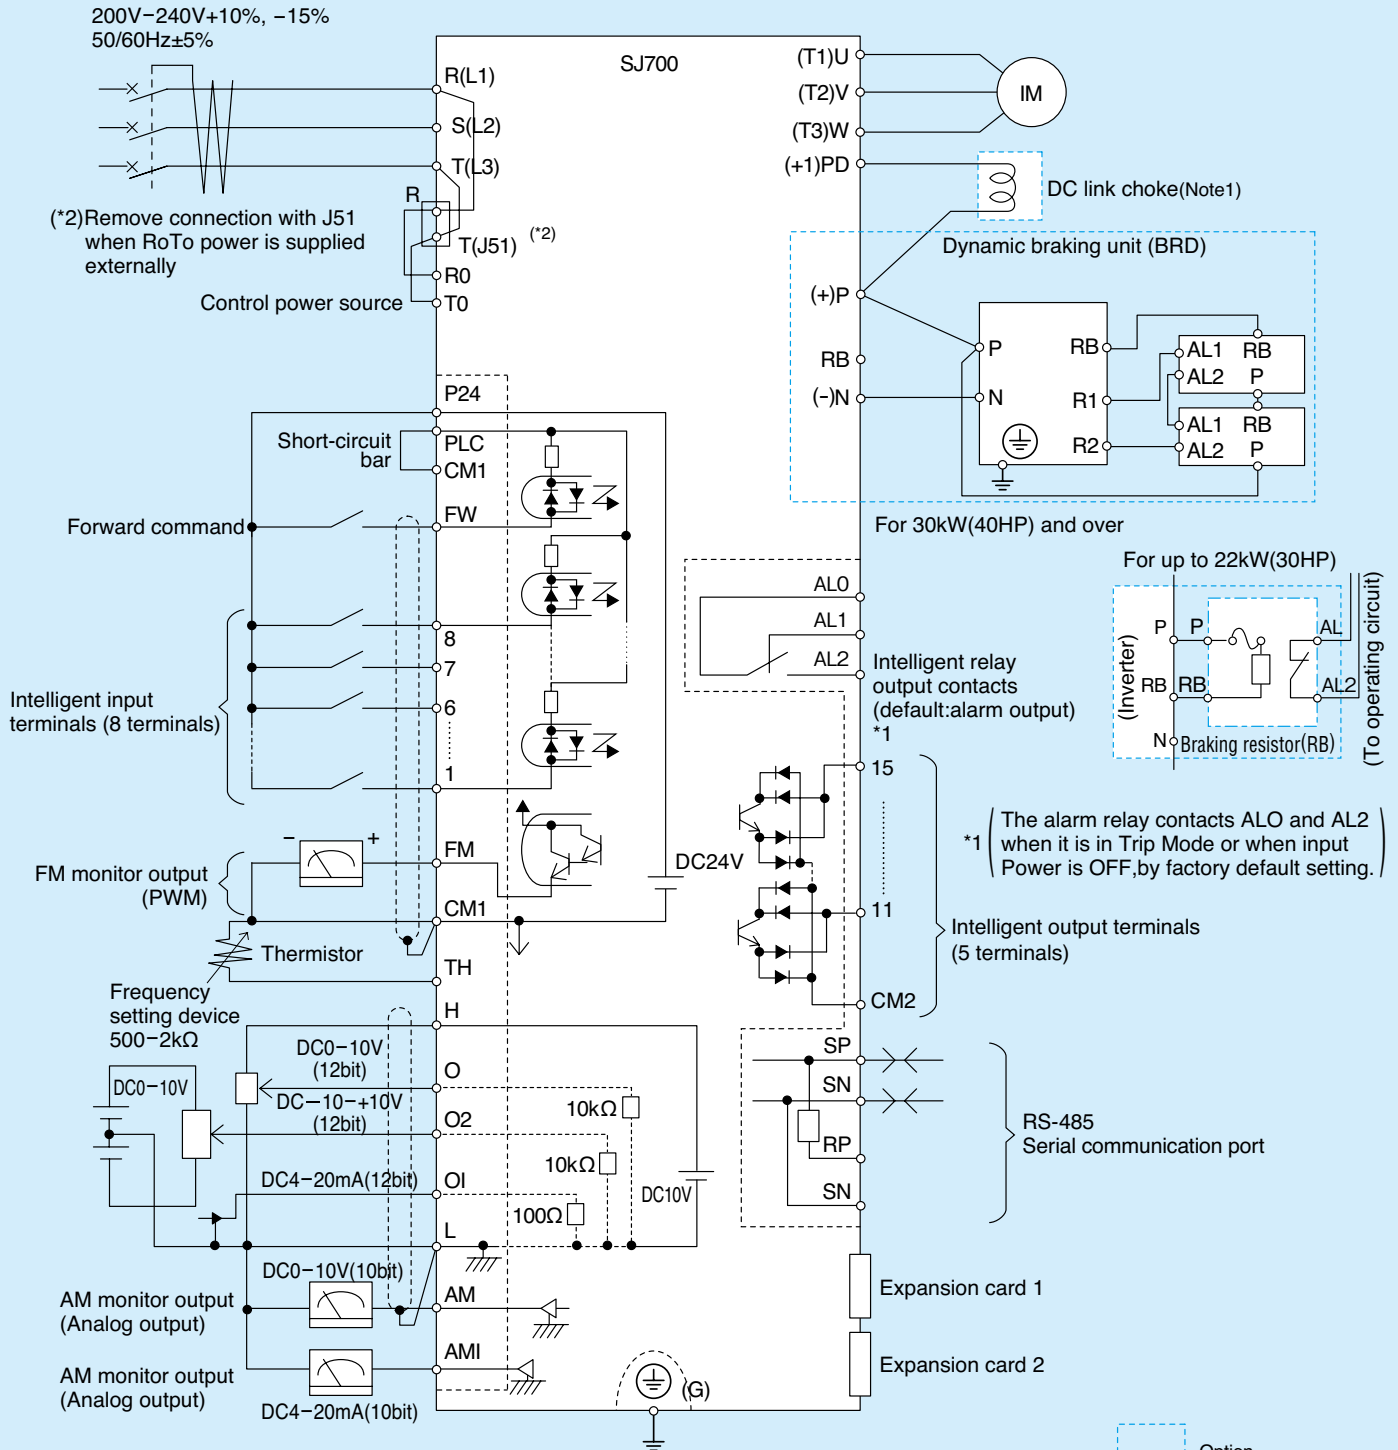 200V−240V+10%, −15%
50/60Hz±5%
SJ700
R(L1)
S(L2)
T(L3)
R
T(J51) (*2)
R0
T0
(*2)Remove connection with J51
when RoTo power is supplied
externally
Control power source
(T1)U
(T2)V
(T3)W
IM
(+1)PD
DC link choke(Note1)
Dynamic braking unit (BRD)
(+)P
RB
(−)N
P
N
RB
R1
R2
AL1 RB
AL2 P
AL1 RB
AL2 P
For 30kW(40HP) and over
P24
Short-circuit
bar
PLC
CM1
Forward command
FW
8
7
6
1
Intelligent input
terminals (8 terminals)
− +
FM
FM monitor output
(PWM)
CM1
DC24V
Thermistor
TH
AL0
AL1
AL2
Intelligent relay
output contacts
(default:alarm output)
*1
For up to 22kW(30HP)
(Inverter)
P P
RB RB
N
AL
AL2
Braking resistor(RB)
(To operating circuit)
15
11
CM2
*1 The alarm relay contacts ALO and AL2
when it is in Trip Mode or when input
Power is OFF,by factory default setting.
Intelligent output terminals
(5 terminals)
Frequency
setting device
500−2kΩ
H
DC0−10V
(12bit)
O
DC0−10V
DC−10−+10V
(12bit)
O2
DC4−20mA(12bit)
OI
L
10kΩ
10kΩ
100Ω
DC10V
SP
SN
RP
SN
RS-485
Serial communication port
DC0−10V(10bit)
AM monitor output
(Analog output)
AM
AM monitor output
(Analog output)
AMI
DC4−20mA(10bit)
(G)
Expansion card 1
Expansion card 2
Option